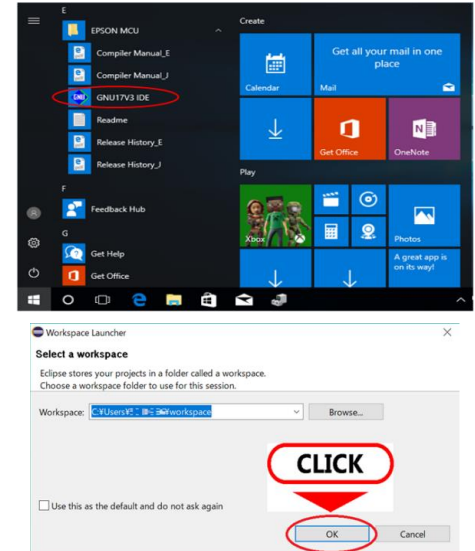 E
Create
EPSON MCU
Compiler Manual_E
Compiler Manual_J
GNU17V3 IDE
Readme
Release History_E
Release History_J
F
Feedback Hub
G
Get Help
Get Office
Calendar
Get all your mail in one
place
Mail
Get Office
OneNote
Play
Xbox
Photos
A great app is
on its way!
Workspace Launcher
Select a workspace
Eclipse stores your projects in a folder called a workspace.
Choose a workspace folder to use for this session.
Workspace:
C:¥Users¥
¥workspace
Browse...
CLICK
Use this as the default and do not ask again
OK
Cancel